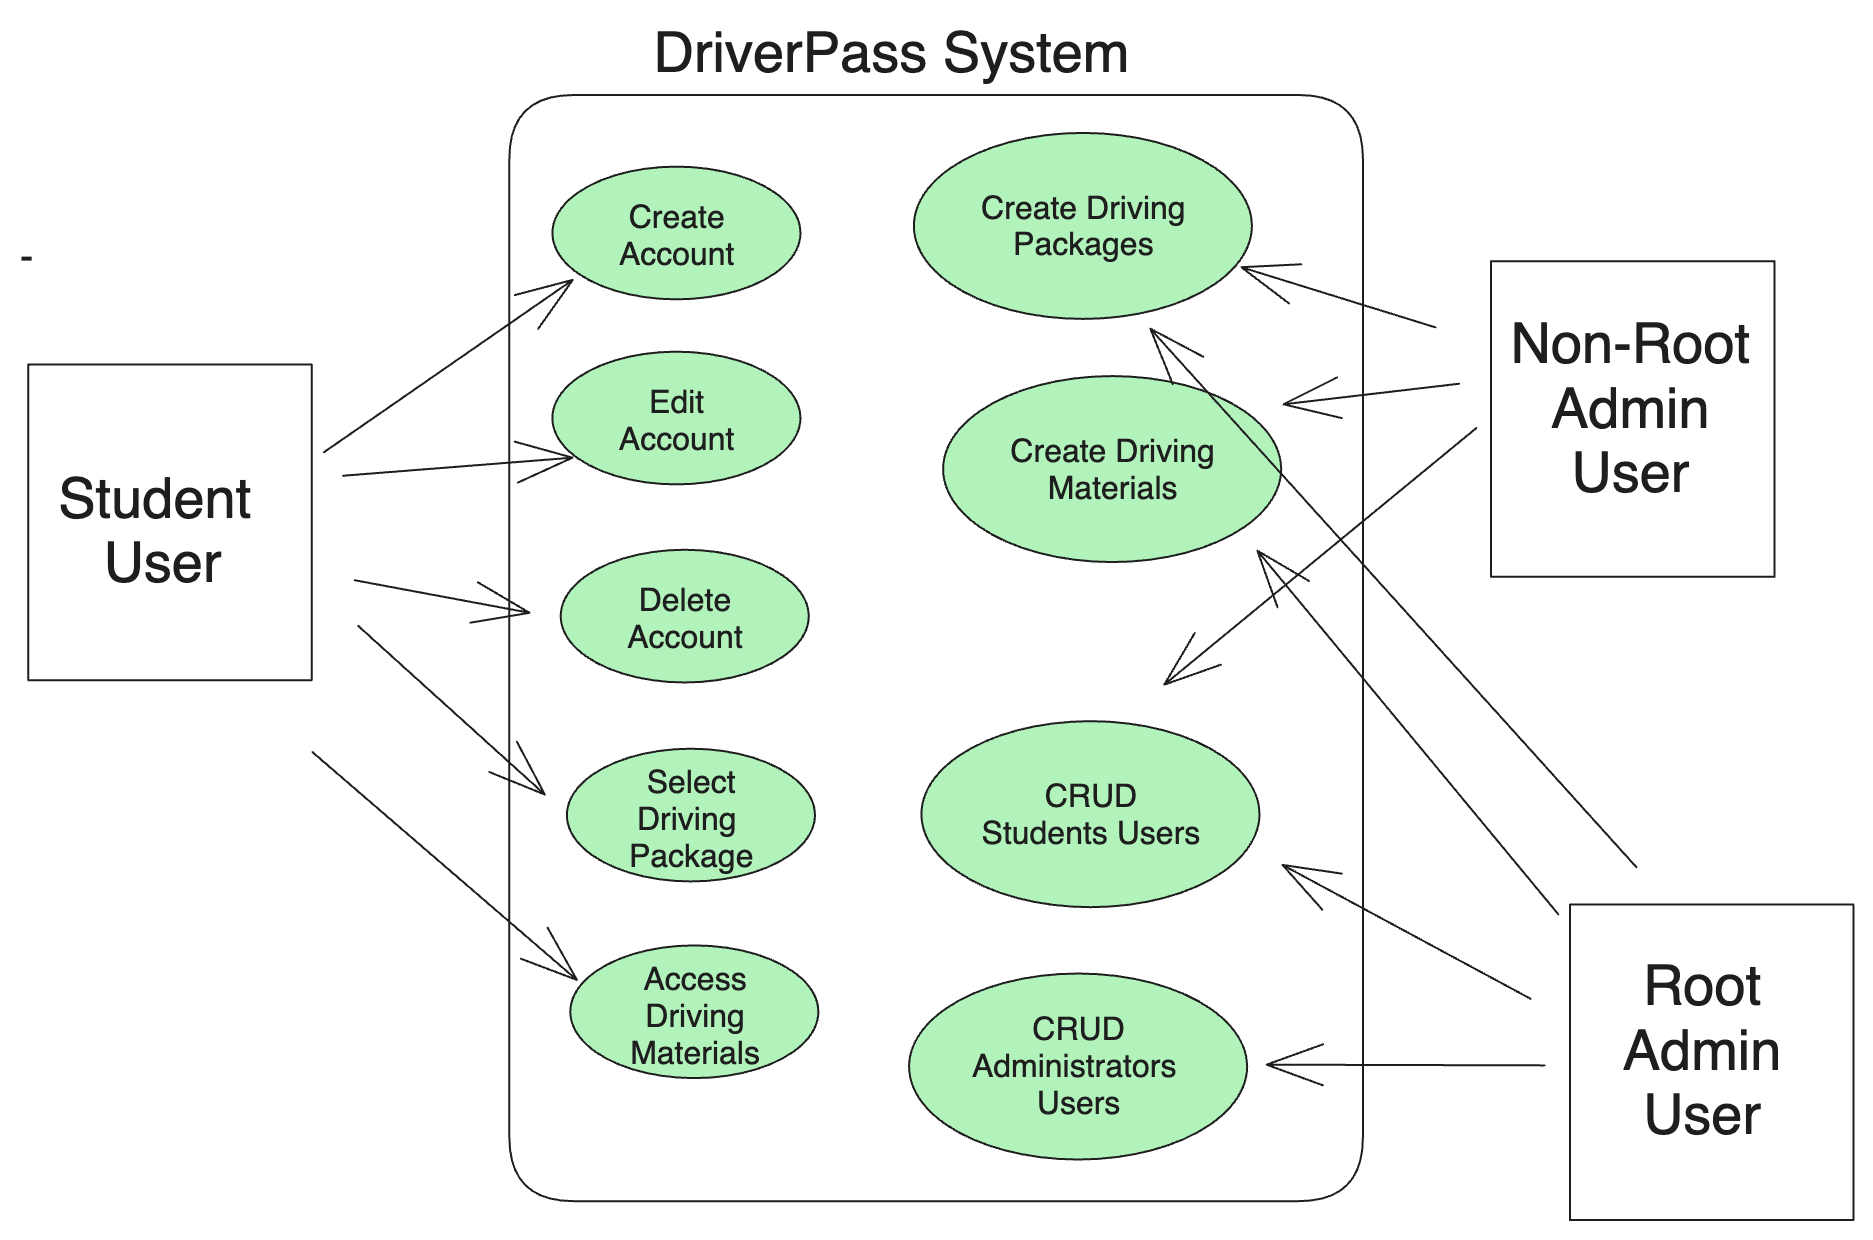 DriverPass System
-
Student
User
Create
Account
Edit
Account
Delete
Account
Select
Driving
Package
Access
Driving
Materials
Create Driving
Packages
Create Driving
Materials
CRUD
Students Users
CRUD
Administrators
Users
Non-Root
Admin
User
Root
Admin
User